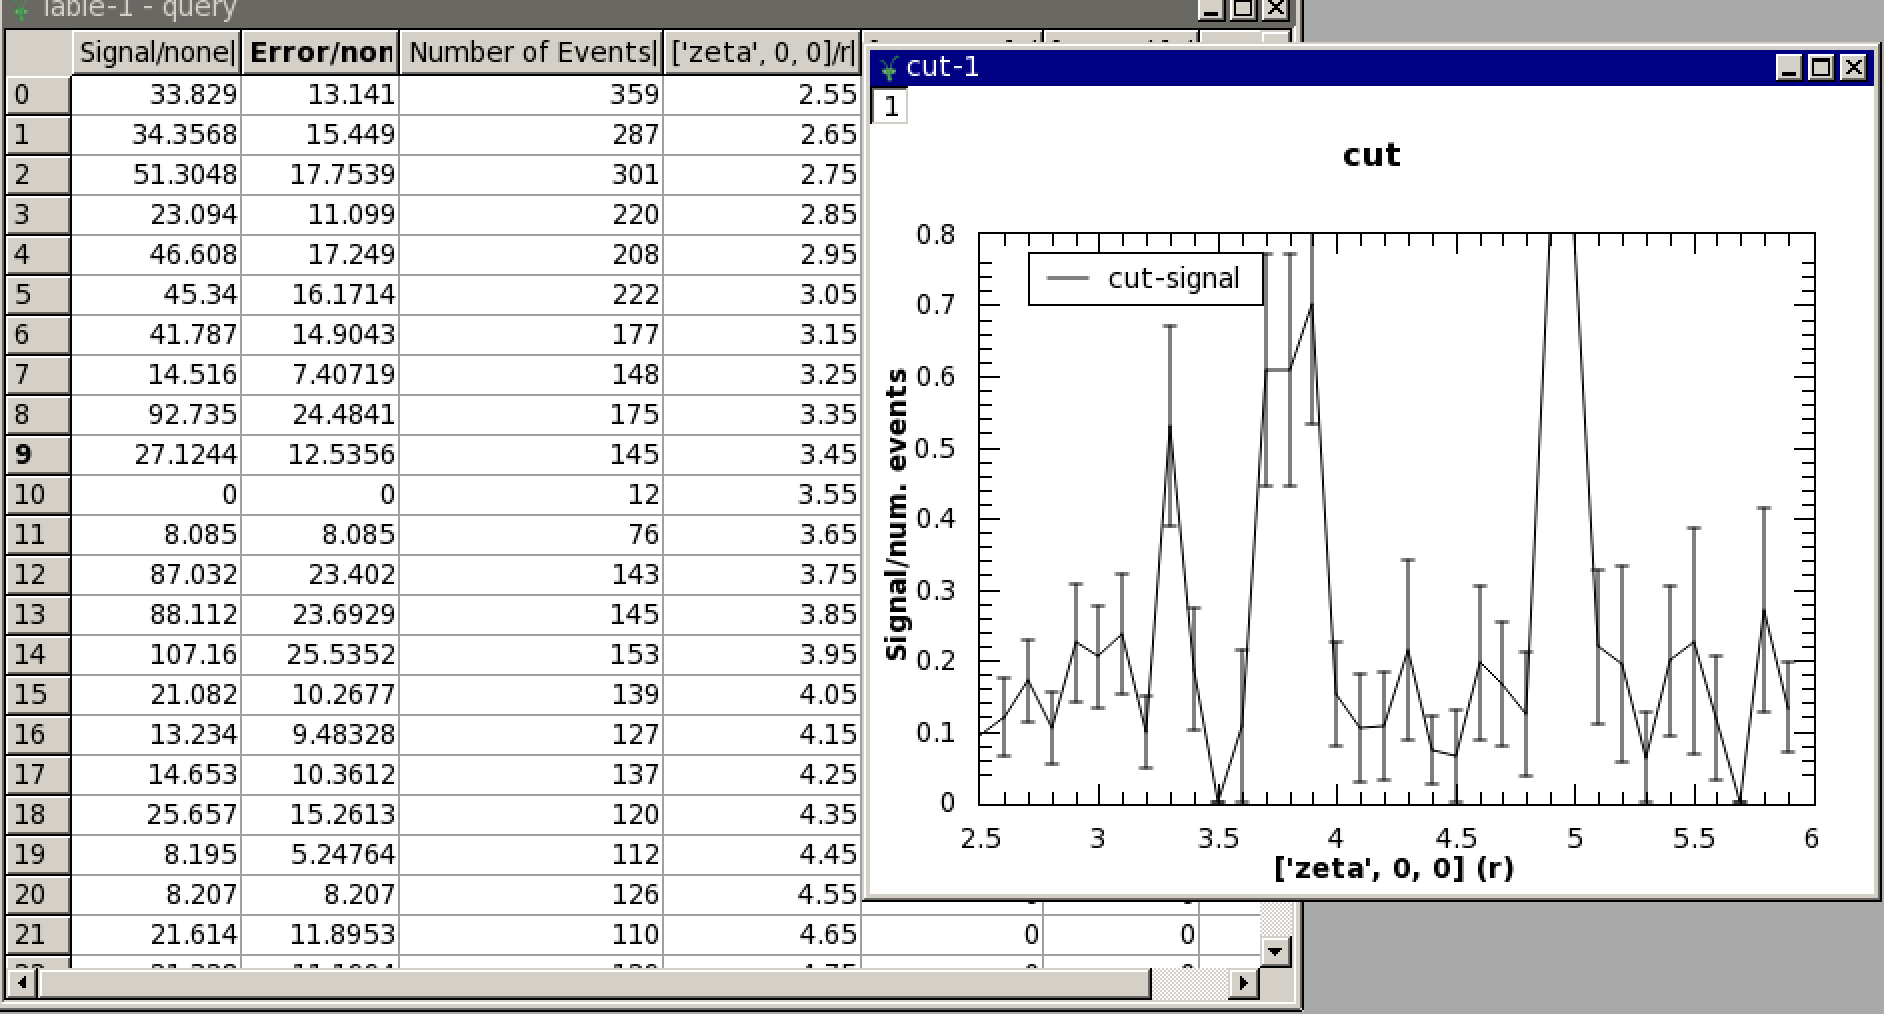 Table-1 - query
Signal/none Error/non Number of Events ['zeta', 0, 0]/r
0 33.829 13.141 359 2.55
1 34.3568 15.449 287 2.65
2 51.3048 17.7539 301 2.75
3 23.094 11.099 220 2.85
4 46.608 17.249 208 2.95
5 45.34 16.1714 222 3.05
6 41.787 14.9043 177 3.15
7 14.516 7.40719 148 3.25
8 92.735 24.4841 175 3.35
9 27.1244 12.5356 145 3.45
10 0 0 12 3.55
11 8.085 8.085 76 3.65
12 87.032 23.402 143 3.75
13 88.112 23.6929 145 3.85
14 107.16 25.5352 153 3.95
15 21.082 10.2677 139 4.05
16 13.234 9.48328 127 4.15
17 14.653 10.3612 137 4.25
18 25.657 15.2613 120 4.35
19 8.195 5.24764 112 4.45
20 8.207 8.207 126 4.55
21 21.614 11.8953 110 4.65 0 0
cut-1
1
cut
cut-signal
Signal/num. events
0.8
0.7
0.6
0.5
0.4
0.3
0.2
0.1
0
2.5 3 3.5 4 4.5 5 5.5 6
['zeta', 0, 0] (r)